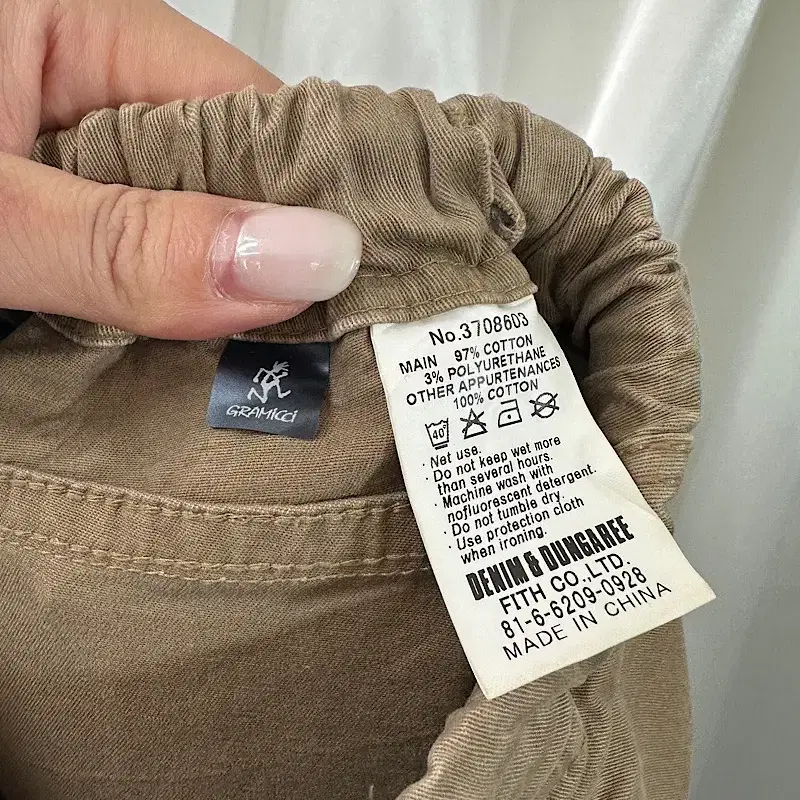 GRAMICCi
No.3708603
MAIN 97% COTTON
3% POLYURETHANE
OTHER APPURTENANCES
100% COTTON
40
· Net use.
· Do not keep wet more
than several hours.
· Machine wash with
nofluorescent detergent.
· Do not tumble dry.
· Use protection cloth
when ironing.
DENIM & DUNGAREE
FITH CO.,LTD.
81-6-6209-0928
MADE IN CHINA